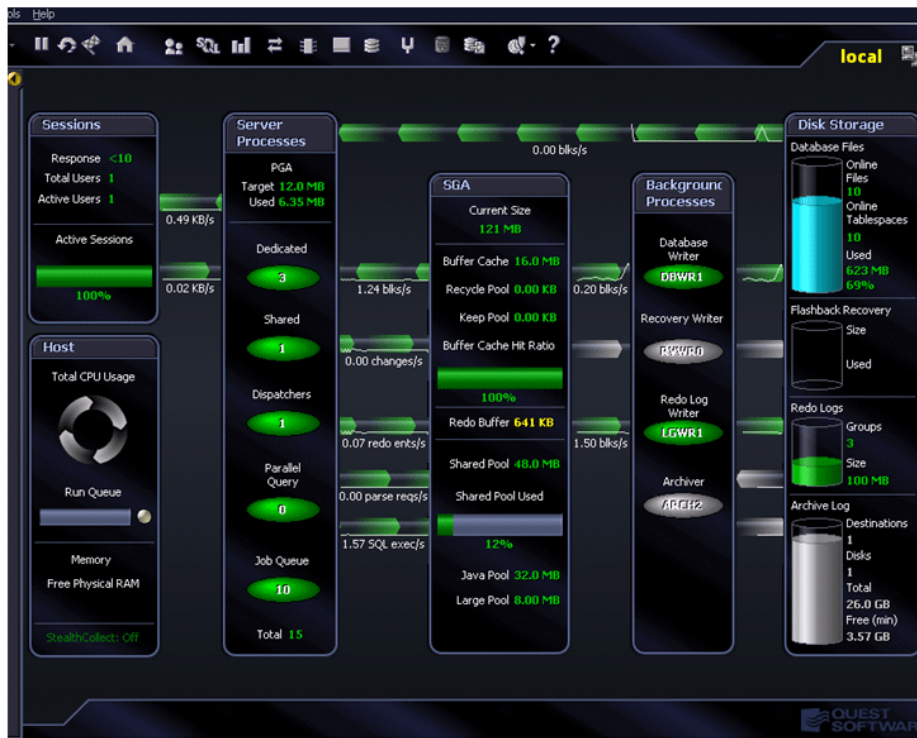 ols Help
SQL
?
local
Sessions
Response <10
Total Users 1
Active Users 1
Active Sessions
100%
Host
Total CPU Usage
Run Queue
Memory
Free Physical RAM
StealthCollect: Off
0.49 KB/s
0.02 KB/s
Server
Processes
PGA
Target 12.0 MB
Used 6.35 MB
Dedicated
3
Shared
1
Dispatchers
1
Parallel
Query
0
Job Queue
10
Total 15
0.00 blks/s
1.24 blks/s
0.00 changes/s
0.07 redo ents/s
0.00 parse reqs/s
1.57 SQL exec/s
SGA
Current Size
121 MB
Buffer Cache 16.0 MB
Recycle Pool 0.00 KB
Keep Pool 0.00 KB
Buffer Cache Hit Ratio
100%
Redo Buffer 641 KB
Shared Pool 48.0 MB
Shared Pool Used
12%
Java Pool 32.0 MB
Large Pool 8.00 MB
0.20 blks/s
1.50 blks/s
Backgrounc
Processes
Database
Writer
DBWR1
Recovery Writer
RVWR0
Redo Log
Writer
LGWR1
Archiver
ARCH2
Disk Storage
Database Files
Online
Files
10
Online
Tablespaces
10
Used
623 MB
69%
Flashback Recovery
Size
Used
Redo Logs
Groups
3
Size
100 MB
Archive Log
Destinations
1
Disks
1
Total
26.0 GB
Free (min)
3.57 GB
QUEST
SOFTWAR